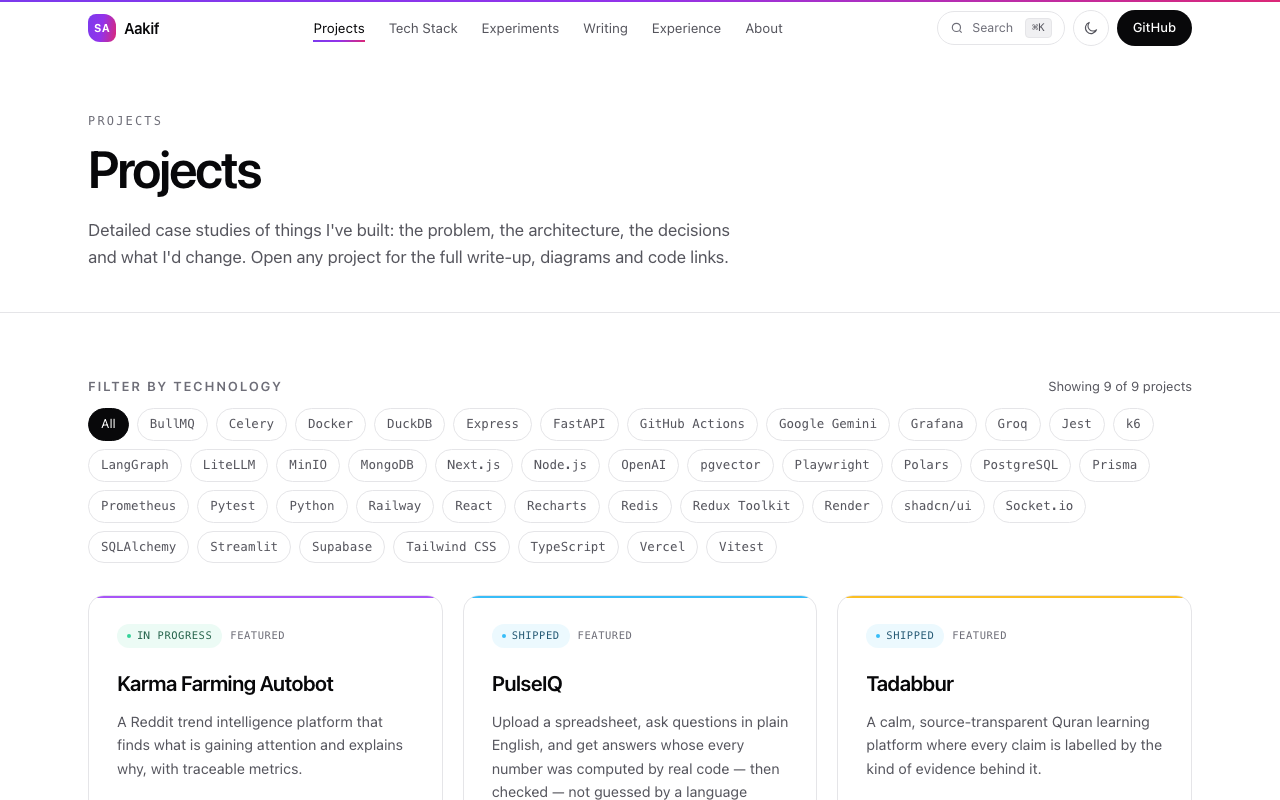 SA Aakif Projects Tech Stack Experiments Writing Experience About Search ⌘K GitHub
PROJECTS
Projects
Detailed case studies of things I've built: the problem, the architecture, the decisions
and what I'd change. Open any project for the full write-up, diagrams and code links.
FILTER BY TECHNOLOGY Showing 9 of 9 projects
All BullMQ Celery Docker DuckDB Express FastAPI GitHub Actions Google Gemini Grafana Groq Jest k6
LangGraph LiteLLM MinIO MongoDB Next.js Node.js OpenAI pgvector Playwright Polars PostgreSQL Prisma
Prometheus Pytest Python Railway React Recharts Redis Redux Toolkit Render shadcn/ui Socket.io
SQLAlchemy Streamlit Supabase Tailwind CSS TypeScript Vercel Vitest
IN PROGRESS FEATURED
Karma Farming Autobot
A Reddit trend intelligence platform that
finds what is gaining attention and explains
why, with traceable metrics.
SHIPPED FEATURED
PulseIQ
Upload a spreadsheet, ask questions in plain
English, and get answers whose every
number was computed by real code — then
checked — not guessed by a language
SHIPPED FEATURED
Tadabbur
A calm, source-transparent Quran learning
platform where every claim is labelled by the
kind of evidence behind it.